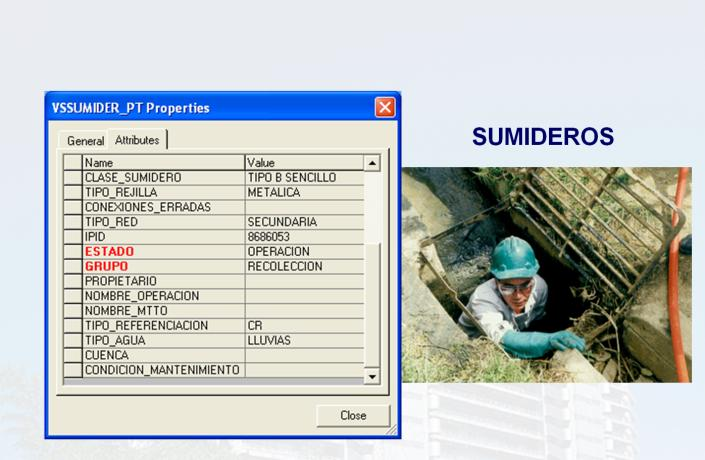 VSSUMIDER_PT Properties
General Attributes
Name Value
CLASE_SUMIDERO TIPO B SENCILLO
TIPO_REJILLA METALICA
CONEXIONES_ERRADAS
TIPO_RED SECUNDARIA
IPID 8686053
ESTADO OPERACION
GRUPO RECOLECCION
PROPIETARIO
NOMBRE_OPERACION
NOMBRE_MTTO
TIPO_REFERENCIACION CR
TIPO_AGUA LLUVIAS
CUENCA
CONDICION_MANTENIMIENTO
Close
SUMIDEROS